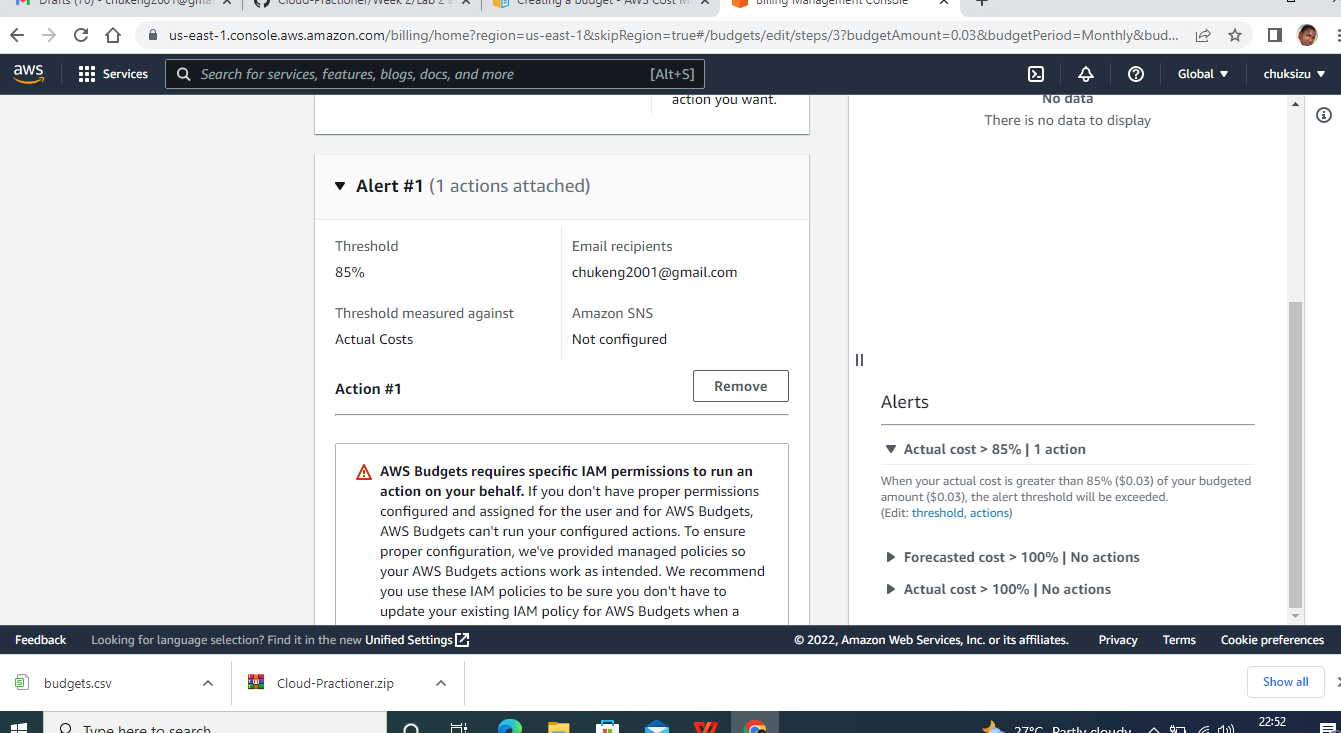 Drafts (70) - chukeng2001@gma
Cloud-Practioner/Week 2/Lab 2 a
Creating a budget - AWS Cost M
Billing Management Console
us-east-1.console.aws.amazon.com/billing/home?region=us-east-1&skipRegion=true#/budgets/edit/steps/3?budgetAmount=0.03&budgetPeriod=Monthly&bud...
aws
Services
Search for services, features, blogs, docs, and more
[Alt+S]
Global
chuksizu
action you want.
Alert #1 (1 actions attached)
Threshold
85%
Email recipients
chukeng2001@gmail.com
Threshold measured against
Actual Costs
Amazon SNS
Not configured
Action #1
Remove
AWS Budgets requires specific IAM permissions to run an
action on your behalf. If you don't have proper permissions
configured and assigned for the user and for AWS Budgets,
AWS Budgets can't run your configured actions. To ensure
proper configuration, we've provided managed policies so
your AWS Budgets actions work as intended. We recommend
you use these IAM policies to be sure you don't have to
update your existing IAM policy for AWS Budgets when a
No data
There is no data to display
Alerts
Actual cost > 85% | 1 action
When your actual cost is greater than 85% ($0.03) of your budgeted
amount ($0.03), the alert threshold will be exceeded.
(Edit: threshold, actions)
Forecasted cost > 100% | No actions
Actual cost > 100% | No actions
Feedback
Looking for language selection? Find it in the new Unified Settings
© 2022, Amazon Web Services, Inc. or its affiliates.
Privacy
Terms
Cookie preferences
budgets.csv
Cloud-Practioner.zip
Show all
Type here to search
27°C Partly cloudy
22:52